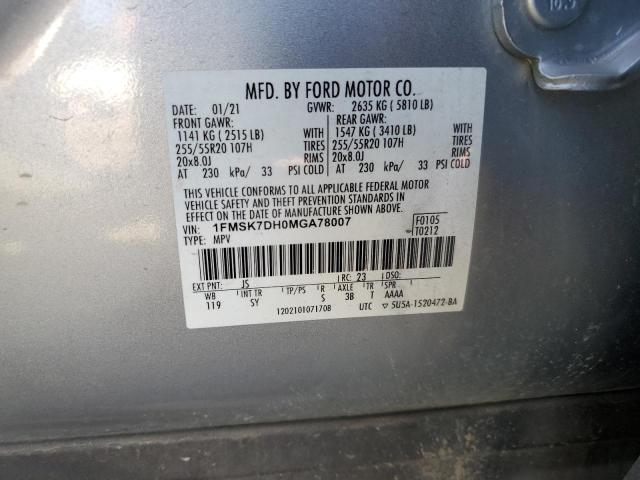 10.5
MFD. BY FORD MOTOR CO.
DATE: 01/21 GVWR: 2635 KG ( 5810 LB)
FRONT GAWR: REAR GAWR:
1141 KG ( 2515 LB) WITH 1547 KG ( 3410 LB) WITH
255/55R20 107H TIRES 255/55R20 107H TIRES
20x8.0J RIMS 20x8.0J RIMS
AT 230 kPa/ 33 PSI COLD AT 230 kPa/ 33 PSI COLD
THIS VEHICLE CONFORMS TO ALL APPLICABLE FEDERAL MOTOR
VEHICLE SAFETY AND THEFT PREVENTION STANDARDS IN
EFFECT ON THE DATE OF MANUFACTURE SHOWN ABOVE.
VIN: 1FMSK7DH0MGA78007 F0105
TYPE: MPV T0212
EXT PNT: JS RC: 23 DSO:
WB INT TR TP/PS R AXLE TR SPR
119 SY S 3B T AAAA
1202101071708 UTC ▽ 5U5A-1520472-BA